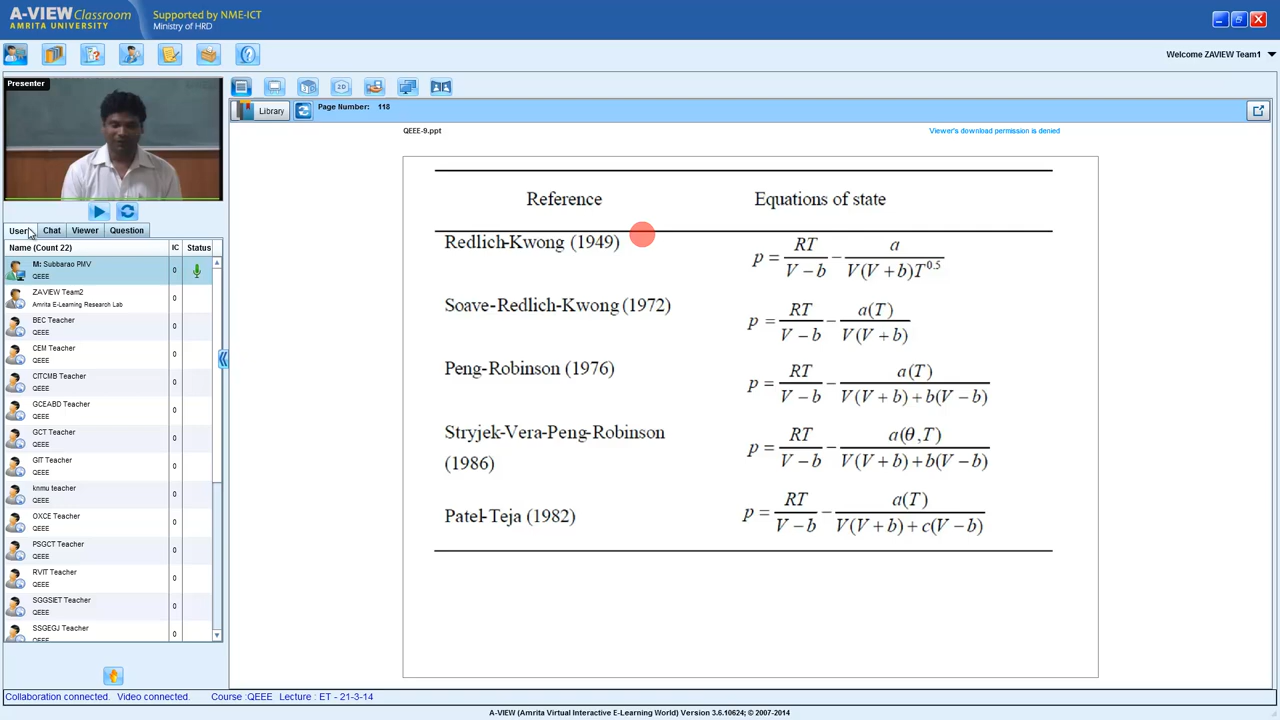 A-VIEW Classroom
AMRITA UNIVERSITY
Supported by NME-ICT
Ministry of HRD
Welcome ZAVIEW Team1
Presenter
Library
Page Number: 118
QEEE-9.ppt
Viewer's download permission is denied
User
Chat
Viewer
Question
Name (Count 22) IC Status
M: Subbarao PMV 0
QEEE
ZAVIEW Team2 0
Amrita E-Learning Research Lab
BEC Teacher 0
QEEE
CEM Teacher 0
QEEE
CITCMB Teacher 0
QEEE
GCEABD Teacher 0
QEEE
GCT Teacher 0
QEEE
GIT Teacher 0
QEEE
knmu teacher 0
QEEE
OXCE Teacher 0
QEEE
PSGCT Teacher 0
QEEE
RVIT Teacher 0
QEEE
SGGSIET Teacher 0
QEEE
SSGEGJ Teacher 0
QEEE
Reference Equations of state
Redlich-Kwong (1949) p = RT/(V − b) − a/(V(V + b)T^0.5)
Soave-Redlich-Kwong (1972) p = RT/(V − b) − a(T)/(V(V + b))
Peng-Robinson (1976) p = RT/(V − b) − a(T)/(V(V + b) + b(V − b))
Stryjek-Vera-Peng-Robinson
(1986) p = RT/(V − b) − a(θ,T)/(V(V + b) + b(V − b))
Patel-Teja (1982) p = RT/(V − b) − a(T)/(V(V + b) + c(V − b))
Collaboration connected. Video connected. Course :QEEE Lecture : ET - 21-3-14
A-VIEW (Amrita Virtual Interactive E-Learning World) Version 3.6.10624; © 2007-2014